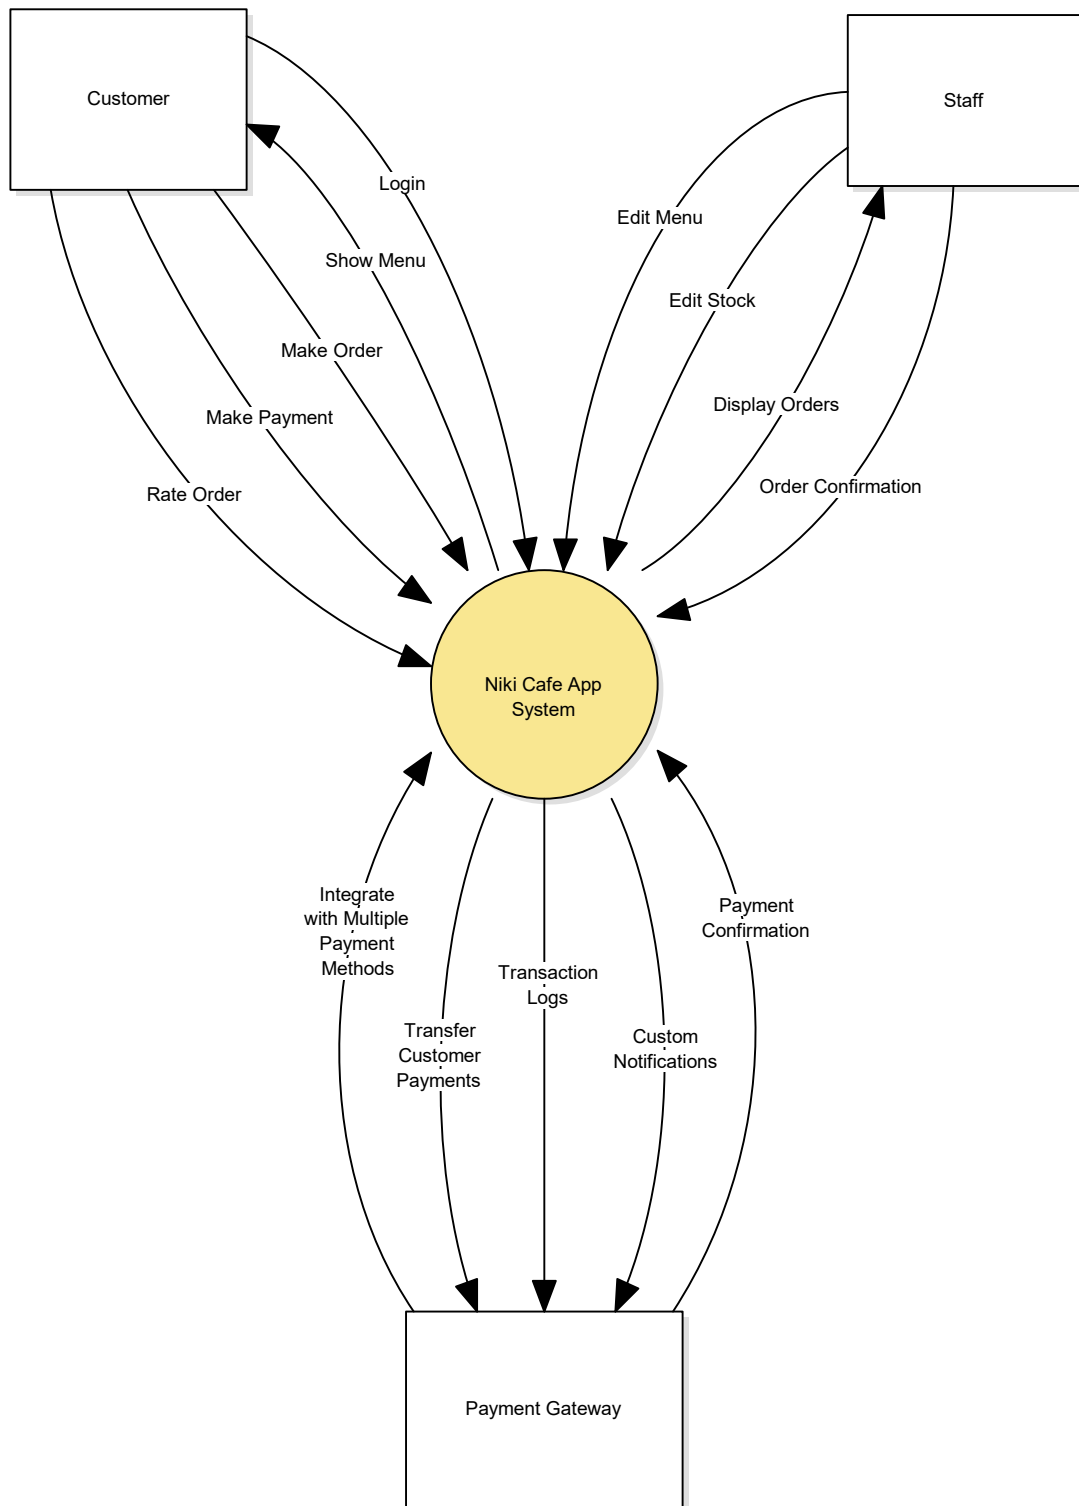 Customer
Staff
Login
Edit Menu
Show Menu
Edit Stock
Make Order
Display Orders
Make Payment
Order Confirmation
Rate Order
Niki Cafe App
System
Integrate
with Multiple
Payment
Methods
Payment
Confirmation
Transaction
Logs
Transfer
Customer
Payments
Custom
Notifications
Payment Gateway